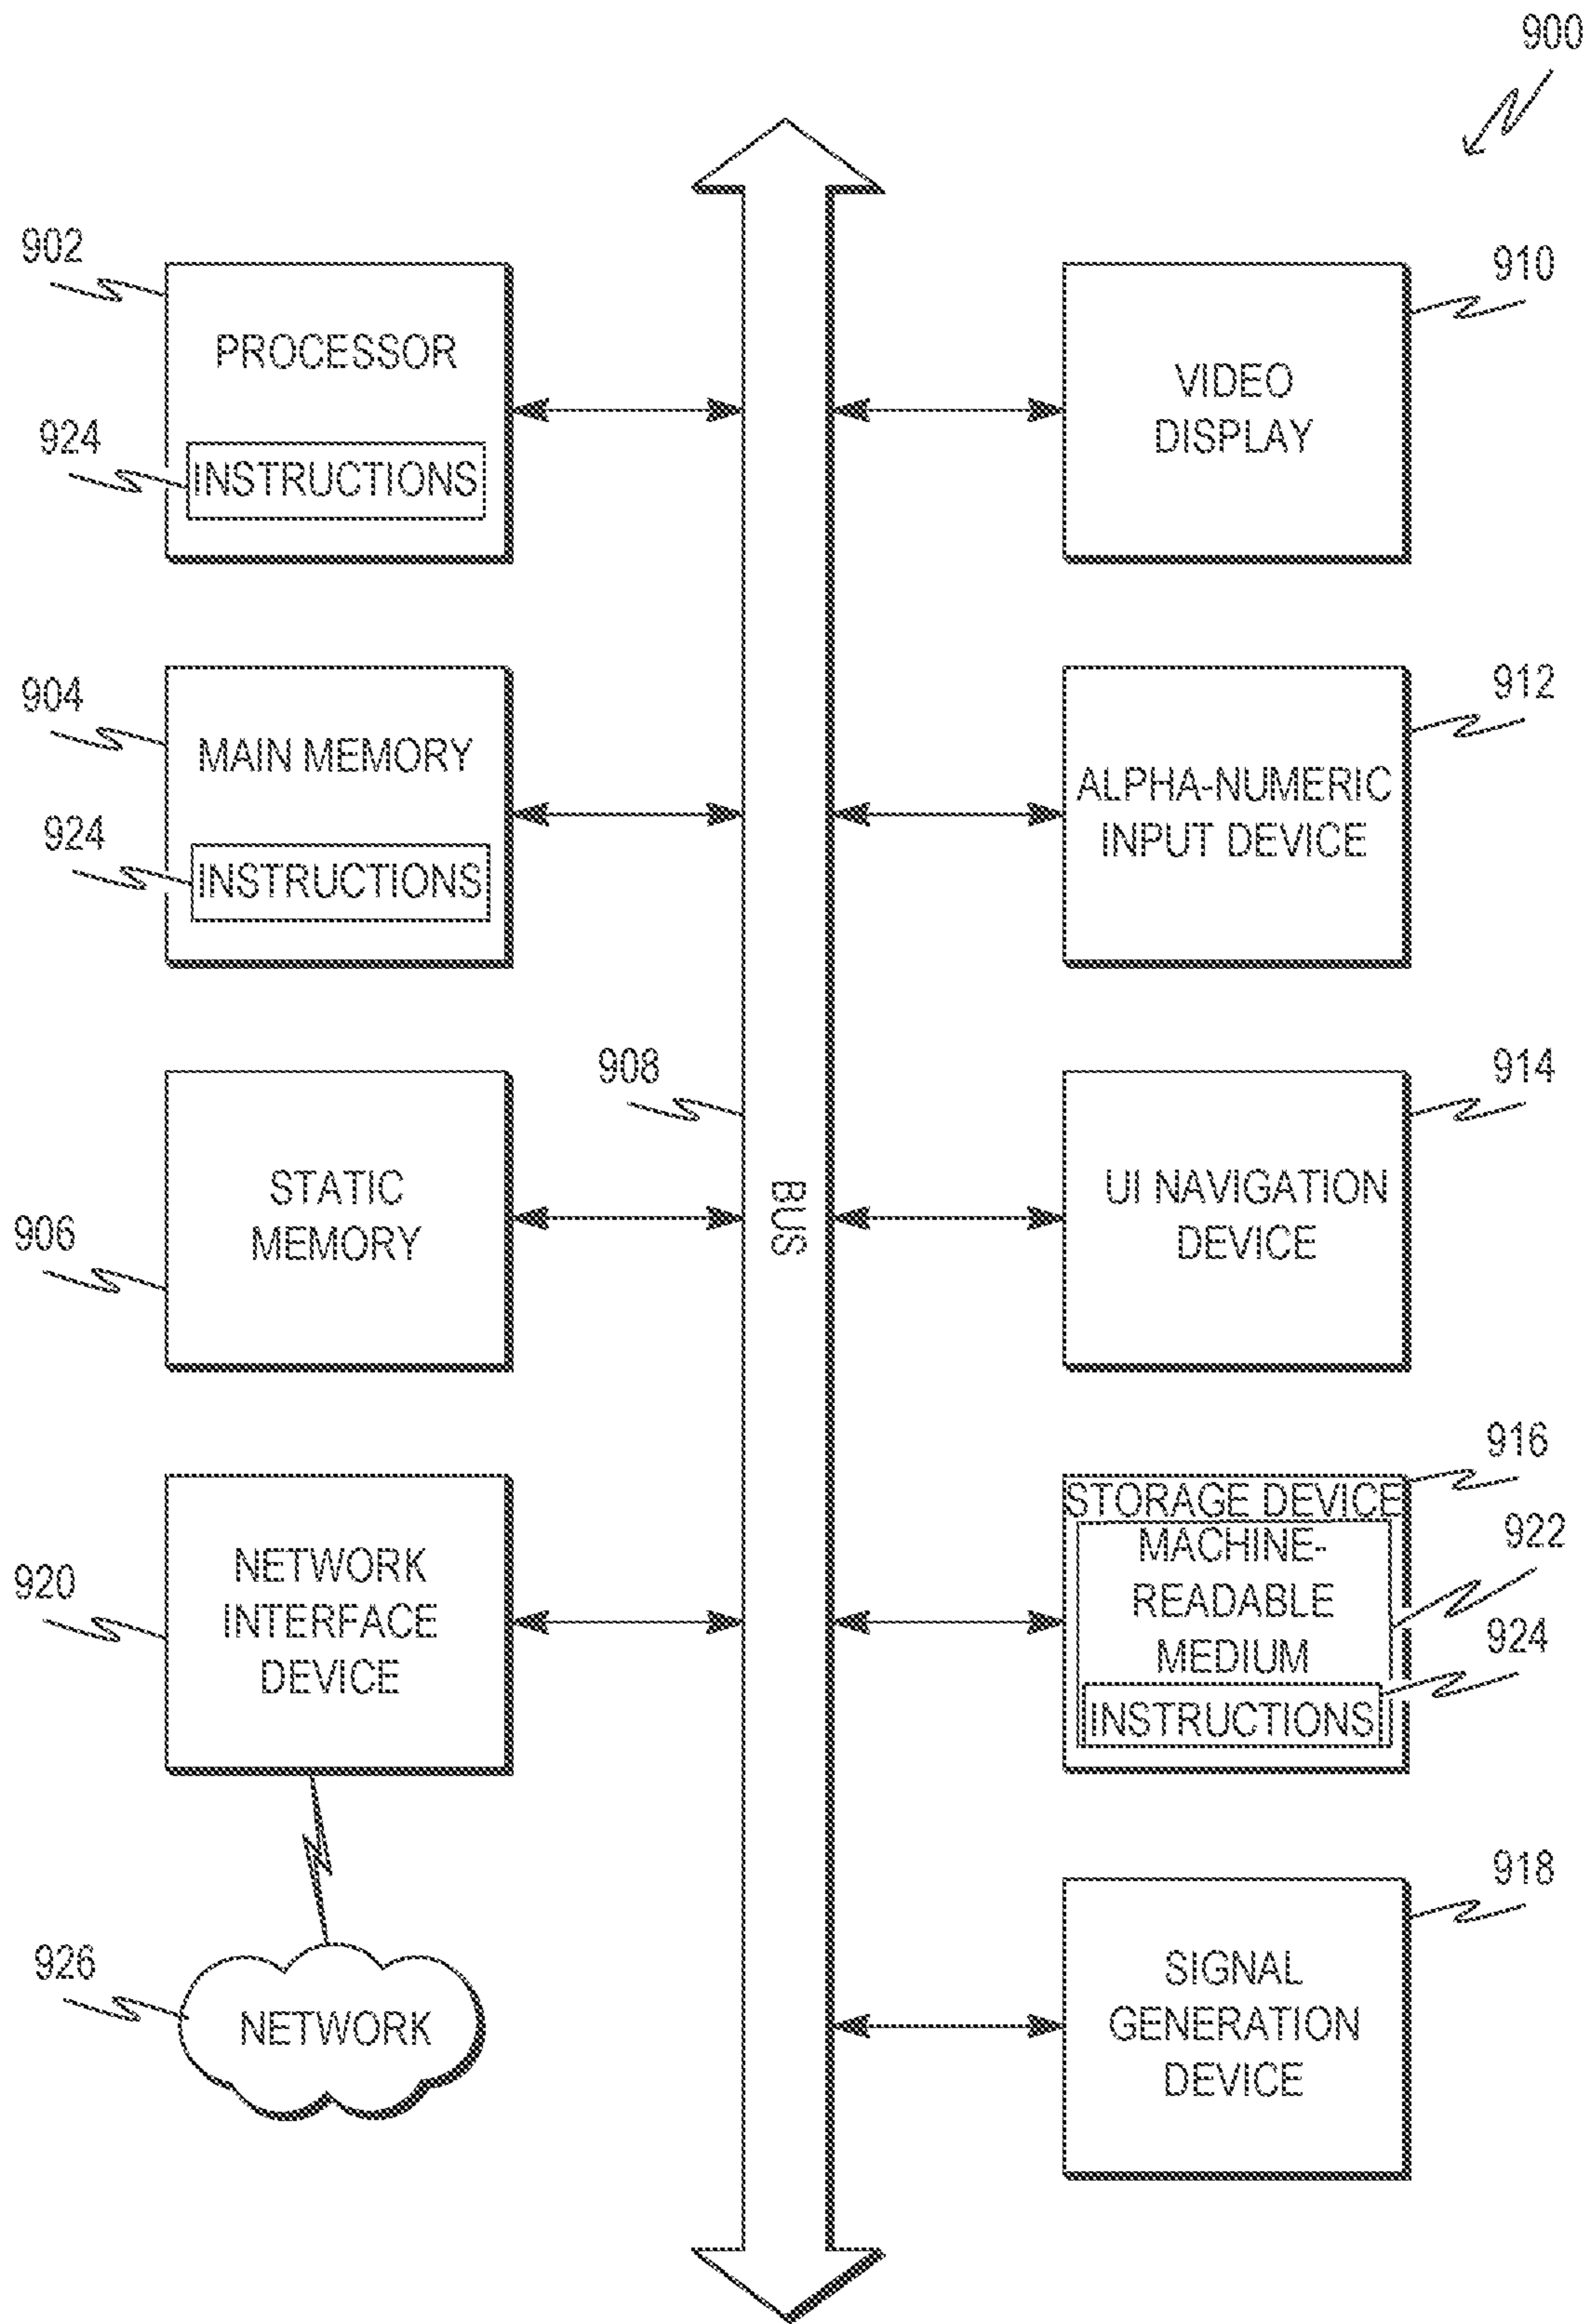 900
902
PROCESSOR
924
INSTRUCTIONS
910
VIDEO
DISPLAY
904
MAIN MEMORY
924
INSTRUCTIONS
912
ALPHA-NUMERIC
INPUT DEVICE
908
BUS
906
STATIC
MEMORY
914
UI NAVIGATION
DEVICE
920
NETWORK
INTERFACE
DEVICE
916
STORAGE DEVICE
922
MACHINE-
READABLE
MEDIUM
924
INSTRUCTIONS
926
NETWORK
918
SIGNAL
GENERATION
DEVICE